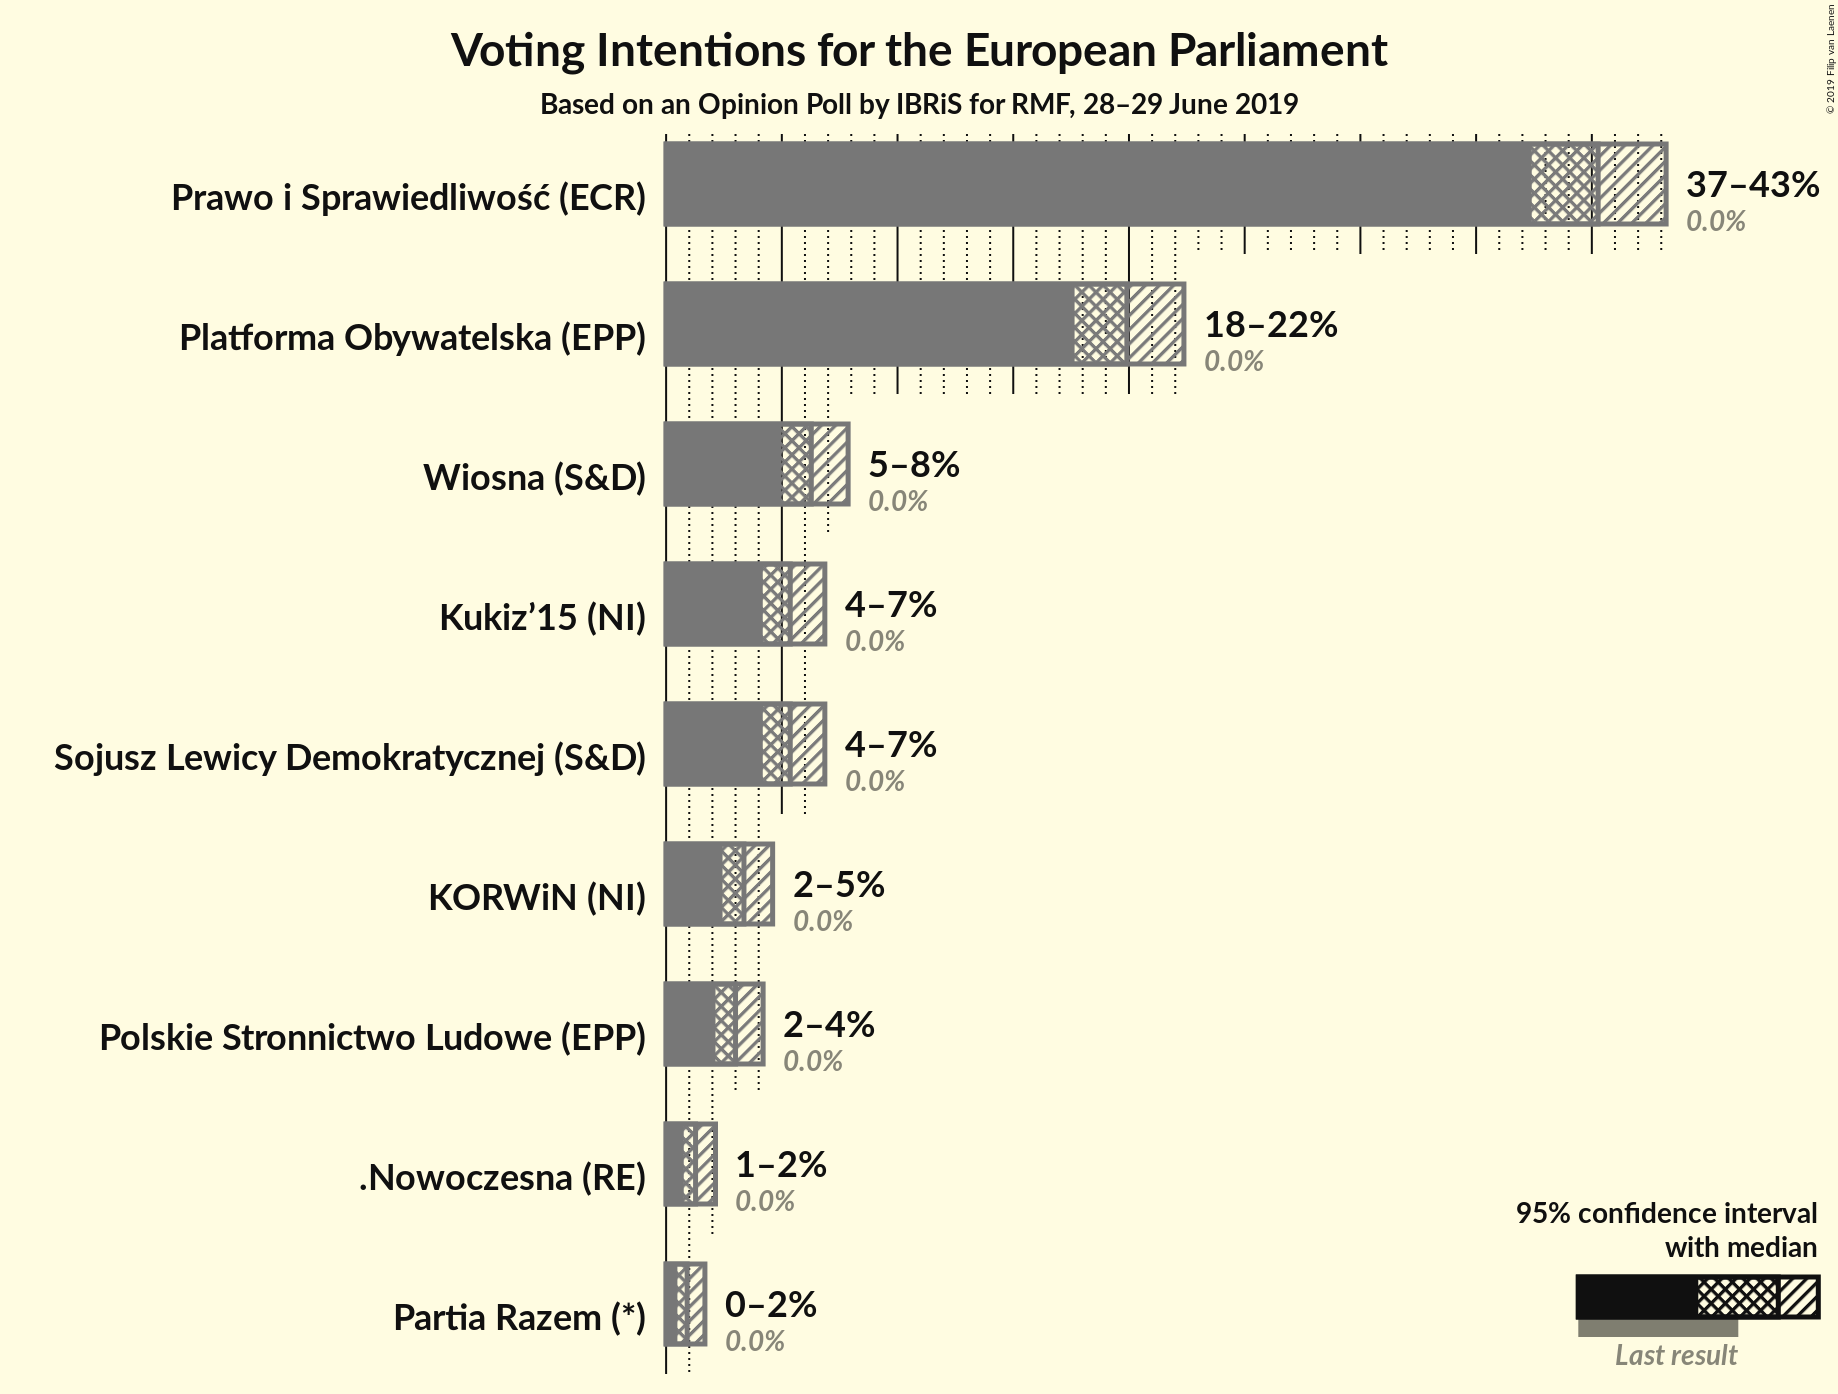 Voting Intentions for the European Parliament
Based on an Opinion Poll by IBRiS for RMF, 28–29 June 2019
© 2019 Filip van Laenen
Prawo i Sprawiedliwość (ECR)
37–43%
0.0%
Platforma Obywatelska (EPP)
18–22%
0.0%
Wiosna (S&D)
5–8%
0.0%
Kukiz’15 (NI)
4–7%
0.0%
Sojusz Lewicy Demokratycznej (S&D)
4–7%
0.0%
KORWiN (NI)
2–5%
0.0%
Polskie Stronnictwo Ludowe (EPP)
2–4%
0.0%
.Nowoczesna (RE)
1–2%
0.0%
Partia Razem (*)
0–2%
0.0%
95% confidence interval
with median
Last result